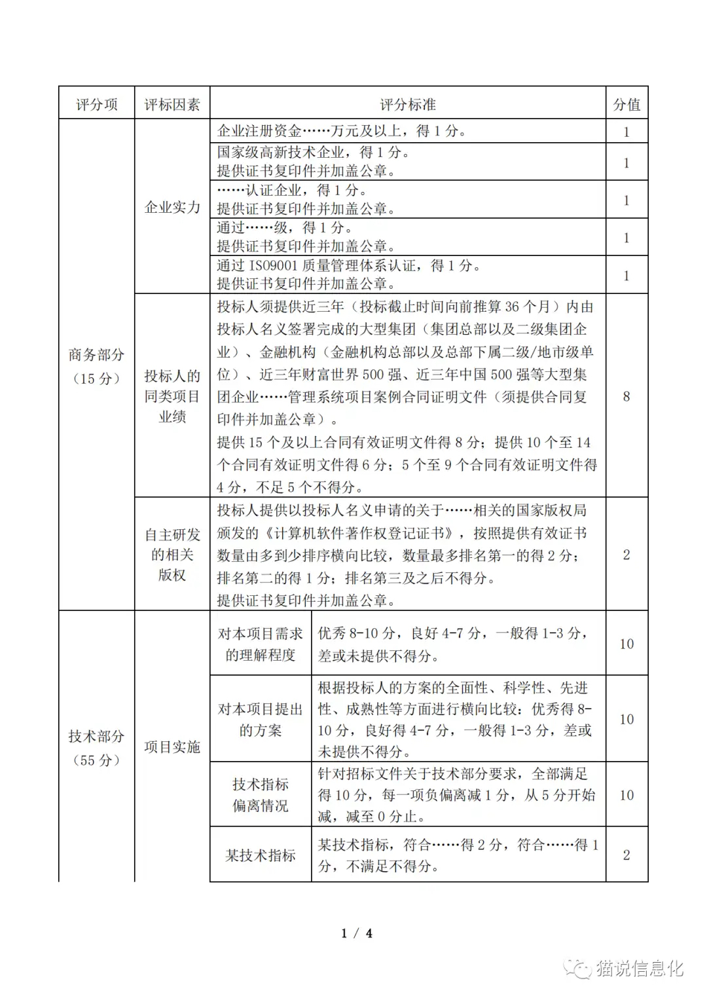 评分项 评标因素 评分标准 分值
商务部分
（15 分）
企业实力
企业注册资金……万元及以上，得 1 分。 1
国家级高新技术企业，得 1 分。
提供证书复印件并加盖公章。 1
……认证企业，得 1 分。
提供证书复印件并加盖公章。 1
通过……级，得 1 分。
提供证书复印件并加盖公章。 1
通过 ISO9001 质量管理体系认证，得 1 分。
提供证书复印件并加盖公章。 1
投标人的
同类项目
业绩
投标人须提供近三年（投标截止时间向前推算 36 个月）内由
投标人名义签署完成的大型集团（集团总部以及二级集团企
业）、金融机构（金融机构总部以及总部下属二级/地市级单
位）、近三年财富世界 500 强、近三年中国 500 强等大型集
团企业……管理系统项目案例合同证明文件（须提供合同复
印件并加盖公章）。
提供 15 个及以上合同有效证明文件得 8 分；提供 10 个至 14
个合同有效证明文件得 6 分；5 个至 9 个合同有效证明文件得
4 分，不足 5 个不得分。
8
自主研发
的相关
版权
投标人提供以投标人名义申请的关于……相关的国家版权局
颁发的《计算机软件著作权登记证书》，按照提供有效证书
数量由多到少排序横向比较，数量最多排名第一的得 2 分；
排名第二的得 1 分；排名第三及之后不得分。
提供证书复印件并加盖公章。
2
技术部分
（55 分）
项目实施
对本项目需求
的理解程度
优秀 8-10 分，良好 4-7 分，一般得 1-3 分，
差或未提供不得分。
10
对本项目提出
的方案
根据投标人的方案的全面性、科学性、先进
性、成熟性等方面进行横向比较：优秀得 8-
10 分，良好得 4-7 分，一般得 1-3 分，差或
未提供不得分。
10
技术指标
偏离情况
针对招标文件关于技术部分要求，全部满足
得 10 分，每一项负偏离减 1 分，从 5 分开始
减，减至 0 分止。
10
某技术指标
某技术指标，符合……得 2 分，符合……得 1
分，不满足不得分。
2
1 / 4
猫说信息化